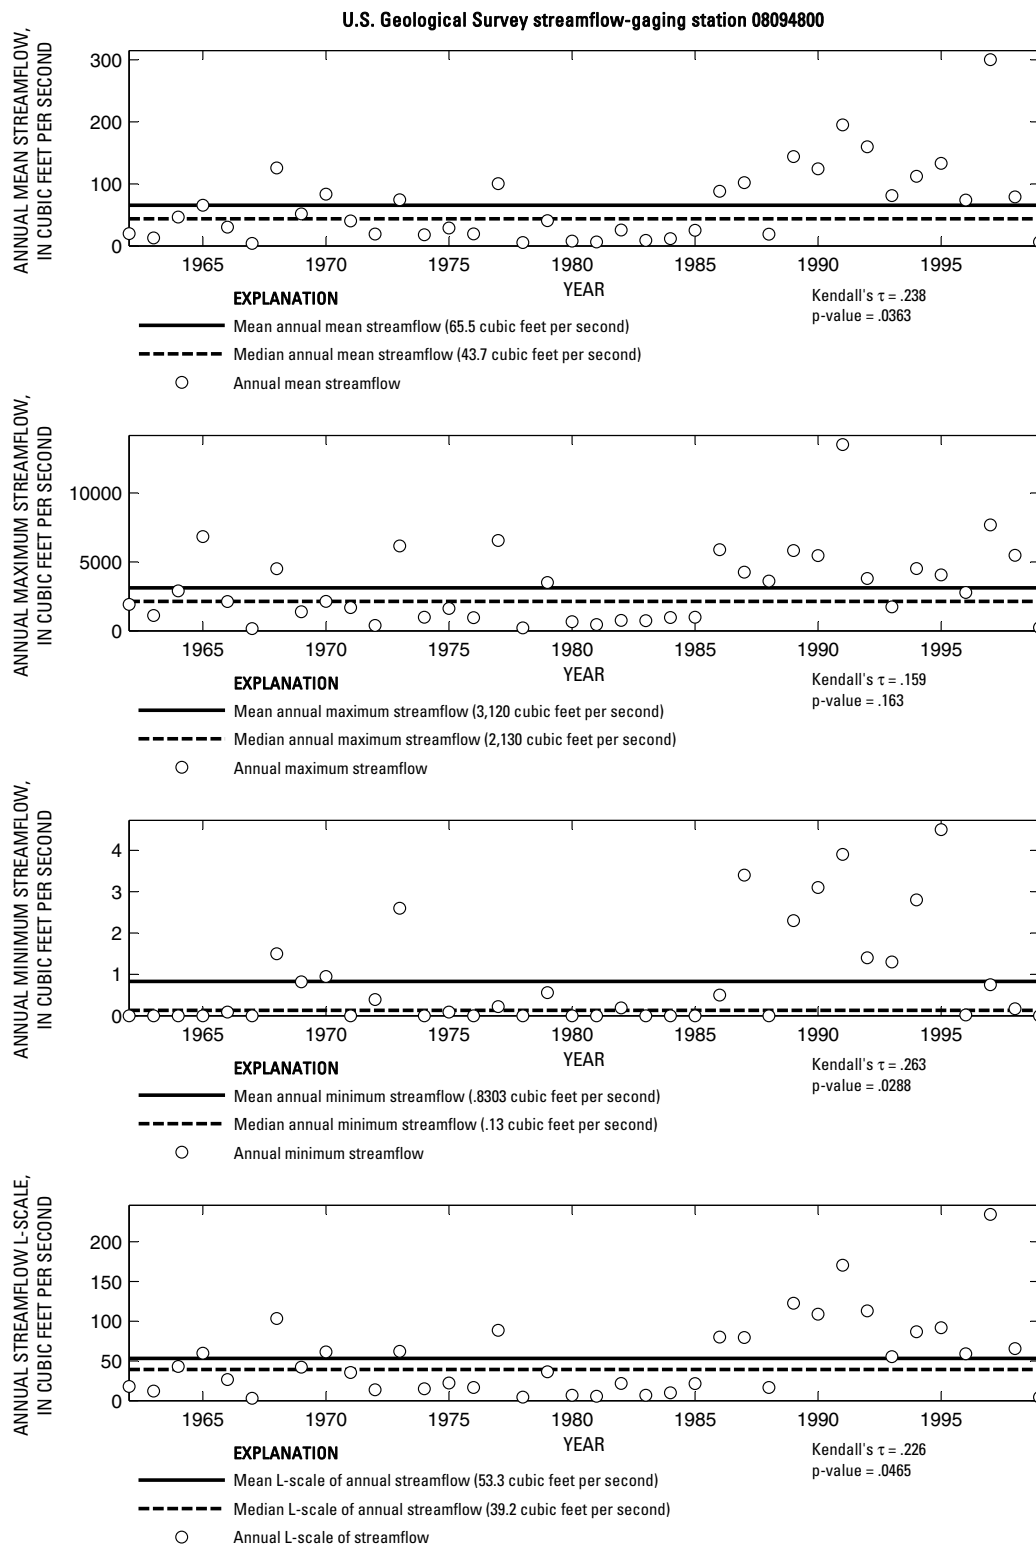 U.S. Geological Survey streamflow-gaging station 08094800
ANNUAL MEAN STREAMFLOW,
IN CUBIC FEET PER SECOND
300
200
100
0
1965 1970 1975 1980 1985 1990 1995
YEAR
Kendall's τ = .238
p-value = .0363
EXPLANATION
Mean annual mean streamflow (65.5 cubic feet per second)
Median annual mean streamflow (43.7 cubic feet per second)
Annual mean streamflow
ANNUAL MAXIMUM STREAMFLOW,
IN CUBIC FEET PER SECOND
10000
5000
0
1965 1970 1975 1980 1985 1990 1995
YEAR
Kendall's τ = .159
p-value = .163
EXPLANATION
Mean annual maximum streamflow (3,120 cubic feet per second)
Median annual maximum streamflow (2,130 cubic feet per second)
Annual maximum streamflow
ANNUAL MINIMUM STREAMFLOW,
IN CUBIC FEET PER SECOND
4
3
2
1
0
1965 1970 1975 1980 1985 1990 1995
YEAR
Kendall's τ = .263
p-value = .0288
EXPLANATION
Mean annual minimum streamflow (.8303 cubic feet per second)
Median annual minimum streamflow (.13 cubic feet per second)
Annual minimum streamflow
ANNUAL STREAMFLOW L-SCALE,
IN CUBIC FEET PER SECOND
200
150
100
50
0
1965 1970 1975 1980 1985 1990 1995
YEAR
Kendall's τ = .226
p-value = .0465
EXPLANATION
Mean L-scale of annual streamflow (53.3 cubic feet per second)
Median L-scale of annual streamflow (39.2 cubic feet per second)
Annual L-scale of streamflow